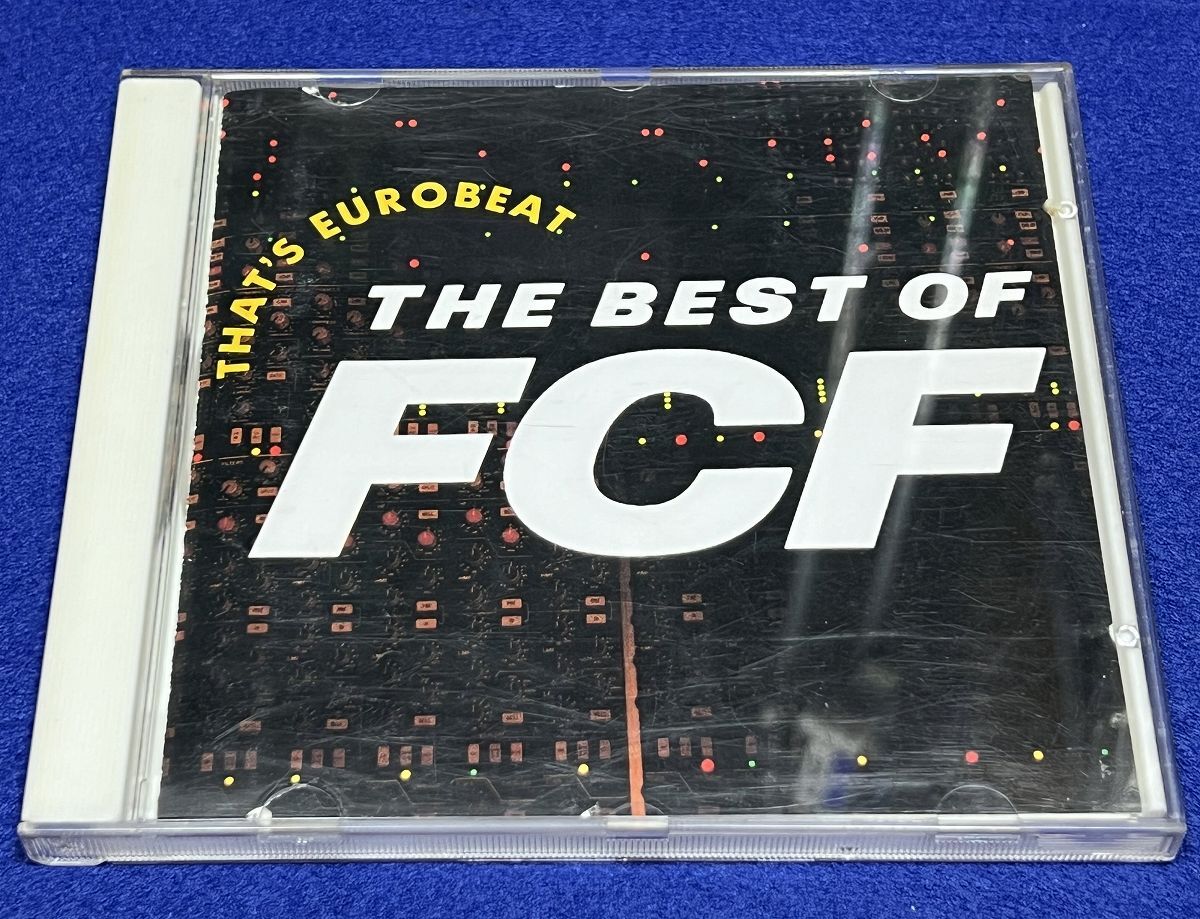 THAT'S EUROBEAT
THE BEST OF
FCF